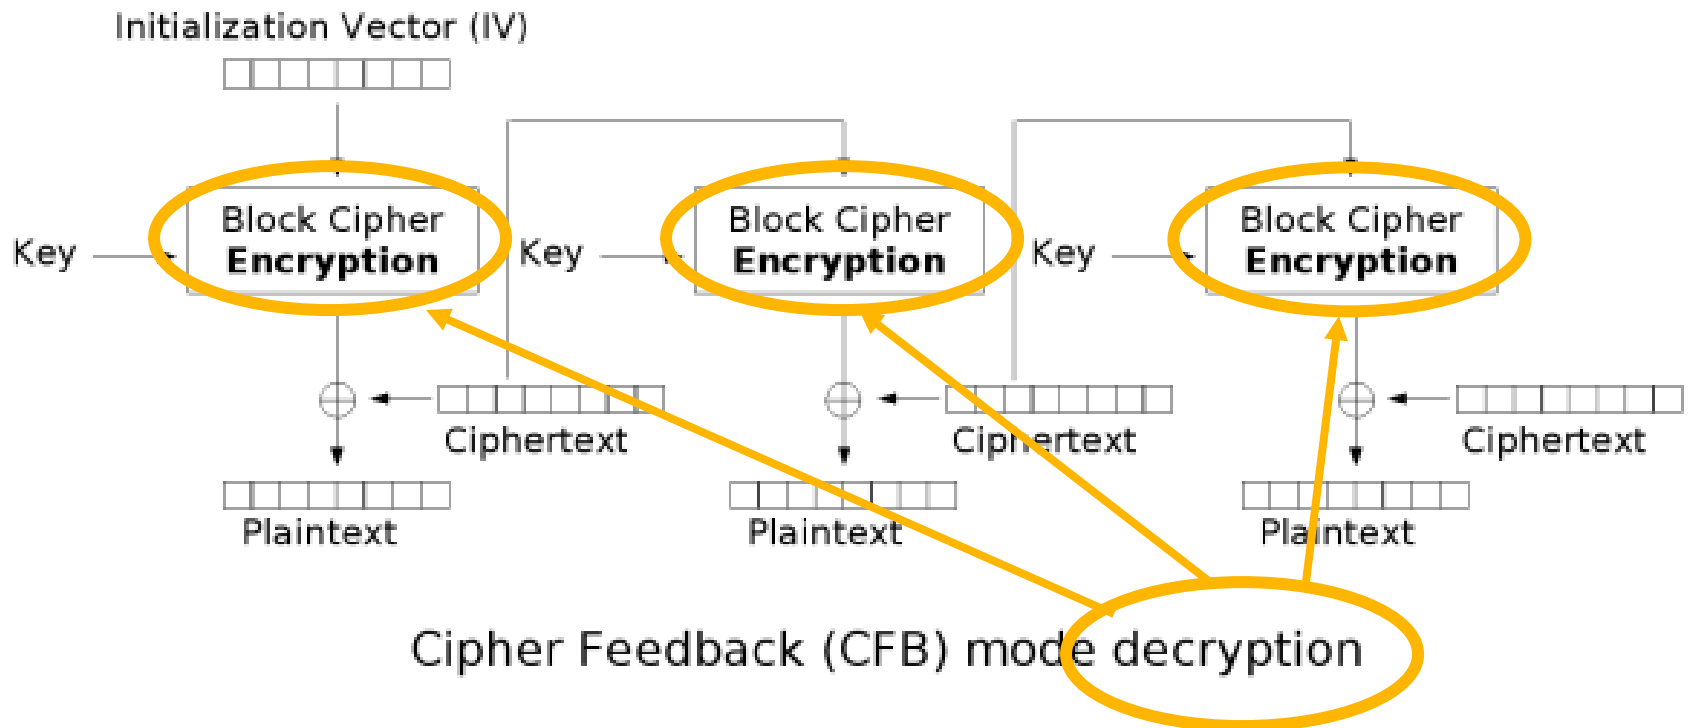 Initialization Vector (IV)
Key
Block Cipher
Encryption
Key
Block Cipher
Encryption
Key
Block Cipher
Encryption
Ciphertext
Ciphertext
Ciphertext
Plaintext
Plaintext
Plaintext
Cipher Feedback (CFB) mode decryption